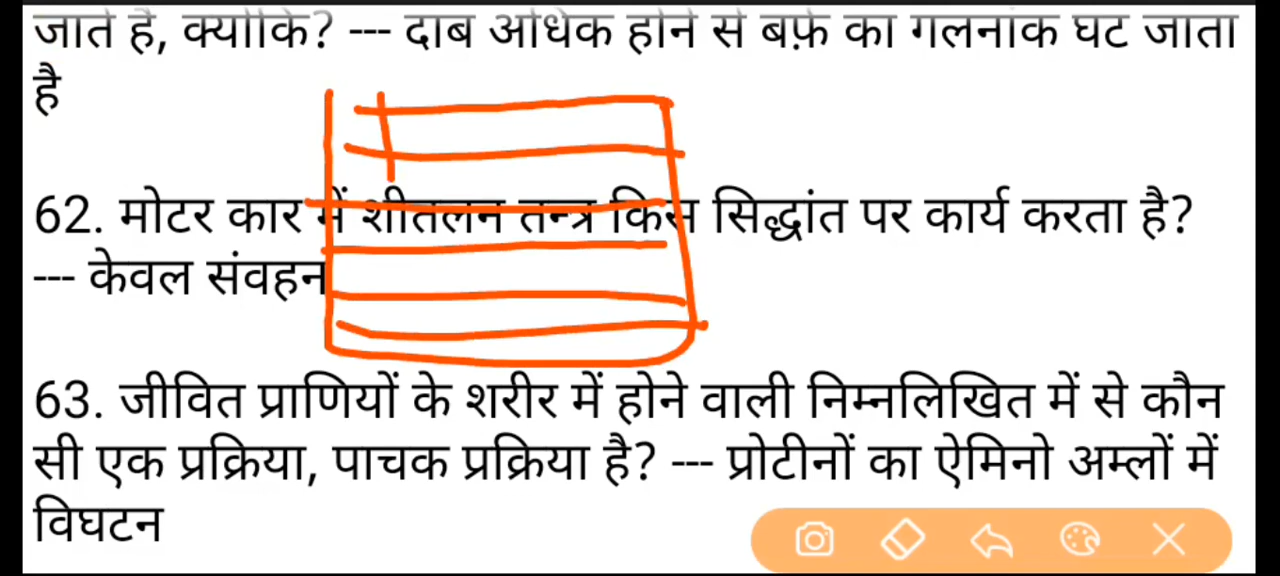 जाते हैं, क्योंकि? --- दाब अधिक होने से बर्फ़ का गलनांक घट जाता
है
62. मोटर कार में शीतलन तन्त्र किस सिद्धांत पर कार्य करता है?
--- केवल संवहन
63. जीवित प्राणियों के शरीर में होने वाली निम्नलिखित में से कौन
सी एक प्रक्रिया, पाचक प्रक्रिया है? --- प्रोटीनों का ऐमिनो अम्लों में
विघटन